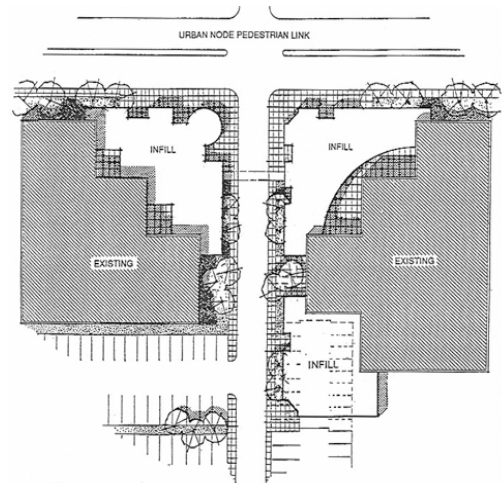 URBAN NODE PEDESTRIAN LINK
INFILL
INFILL
EXISTING
EXISTING
INFILL